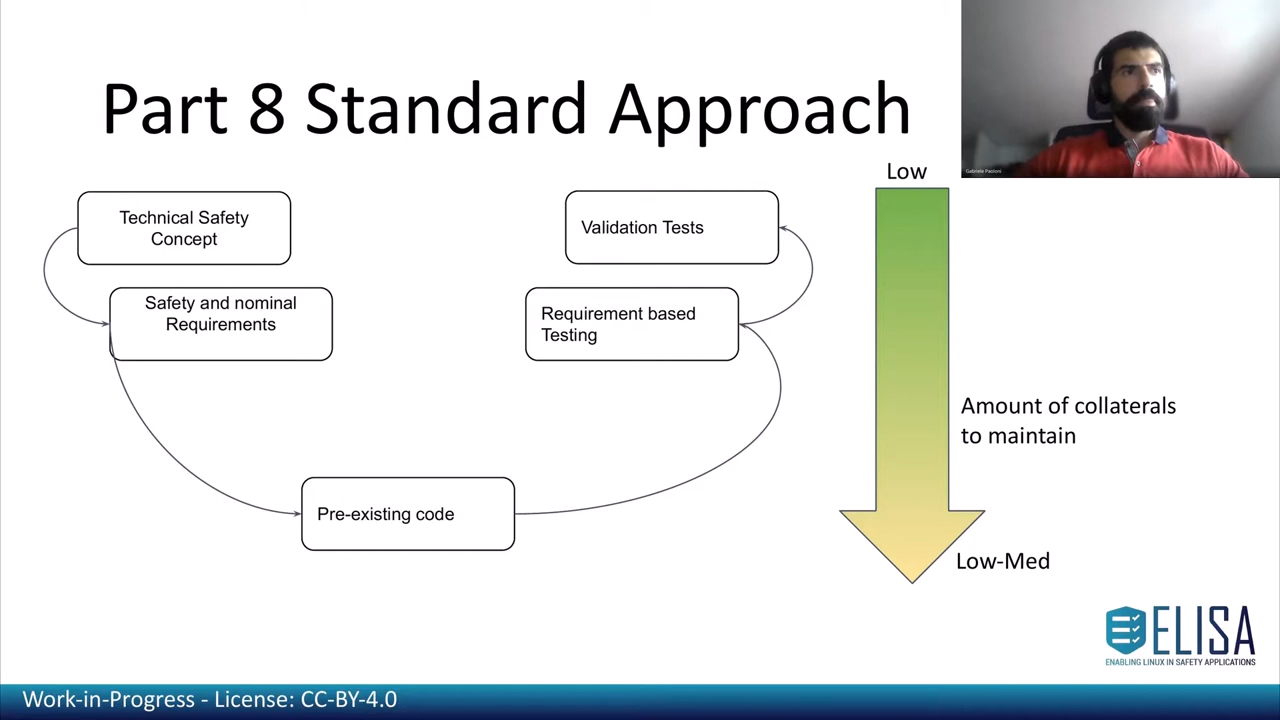 Part 8 Standard Approach
Gabriele Paoloni
Low
Technical Safety
Concept
Validation Tests
Safety and nominal
Requirements
Requirement based
Testing
Amount of collaterals
to maintain
Pre-existing code
Low-Med
ELISA
ENABLING LINUX IN SAFETY APPLICATIONS
Work-in-Progress - License: CC-BY-4.0